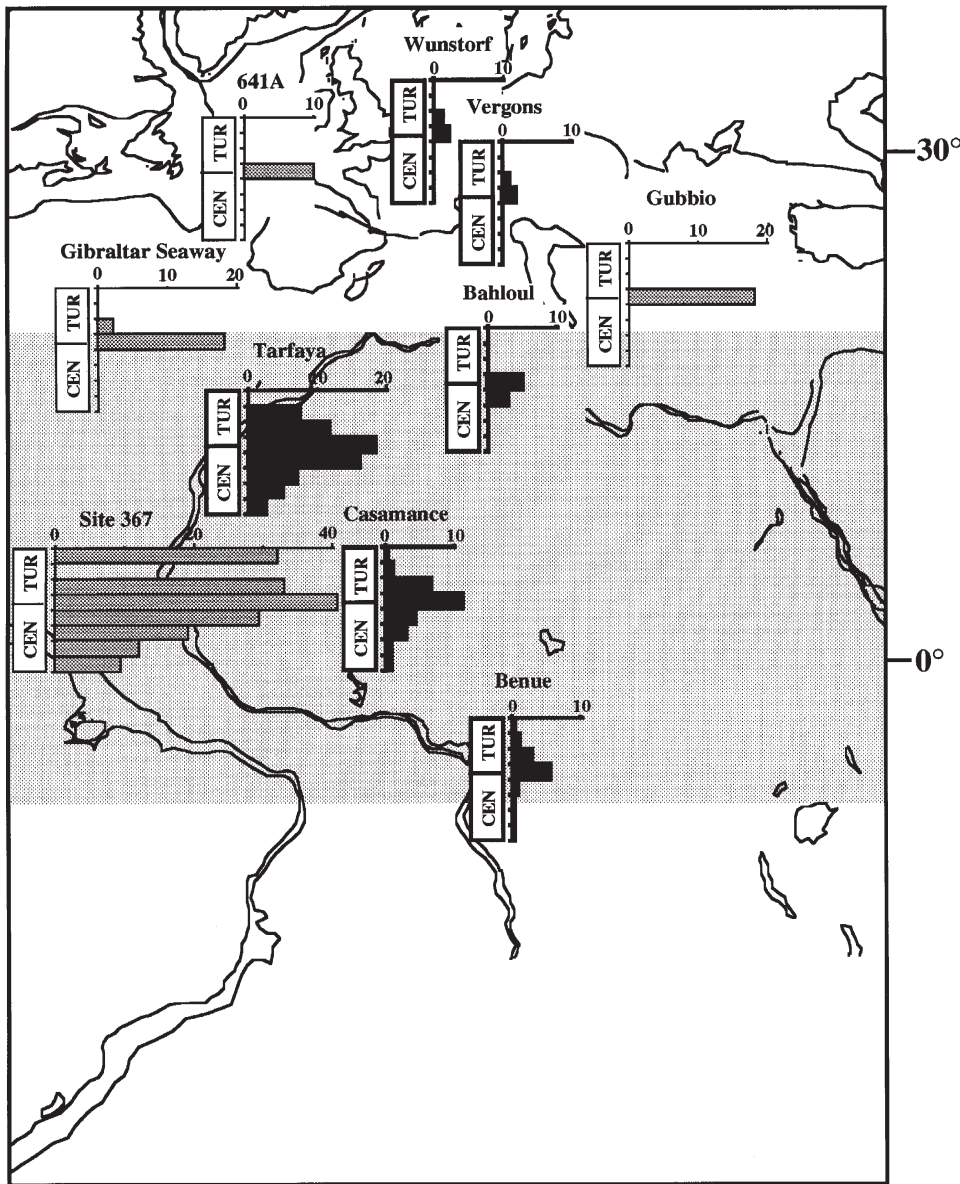 Wunstorf
0 10
TUR
CEN
641A
0 10
TUR
CEN
Vergons
0 10
TUR
CEN
30°
Gubbio
0 10 20
TUR
CEN
Gibraltar Seaway
0 10 20
TUR
CEN
Bahloul
0 10
TUR
CEN
Tarfaya
0 10 20
TUR
CEN
Site 367
0 20 40
TUR
CEN
Casamance
0 10
TUR
CEN
0°
Benue
0 10
TUR
CEN